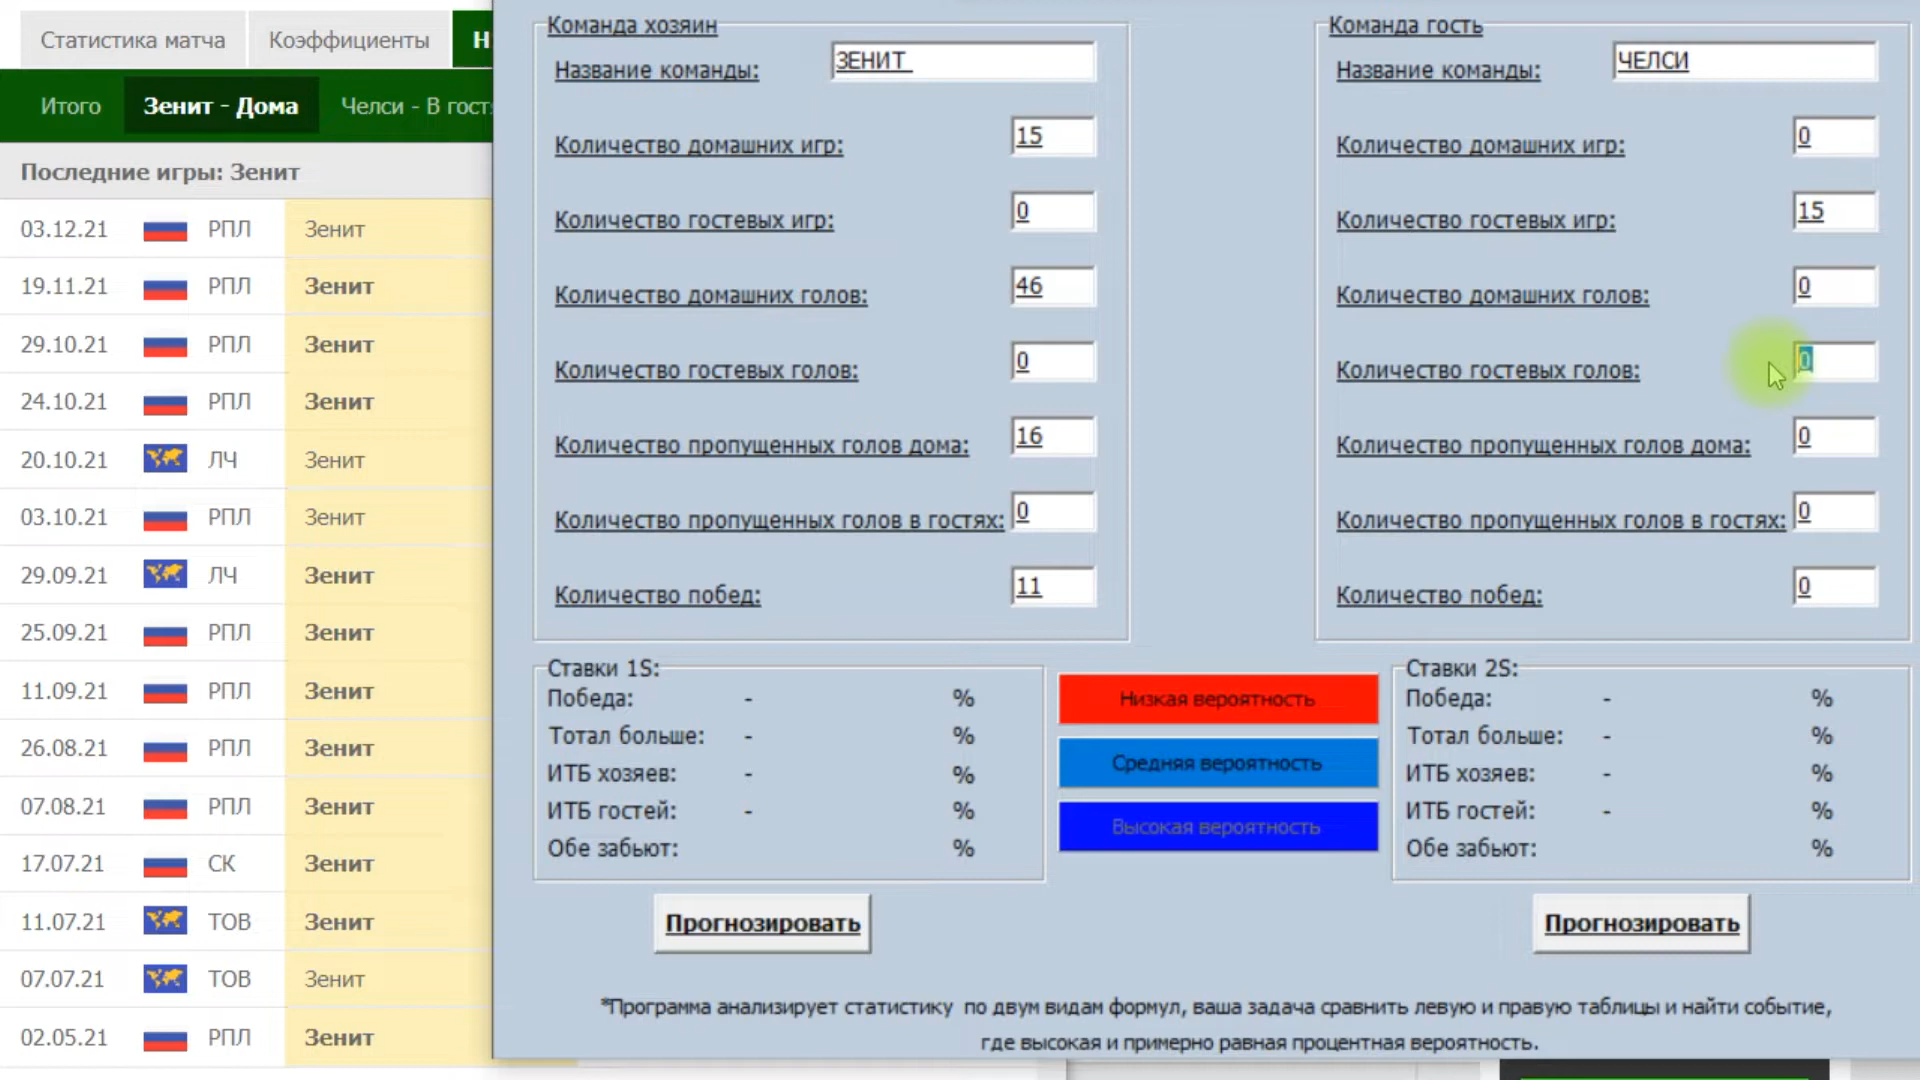 Статистика матча
Коэффициенты
Итого
Зенит - Дома
Челси - В
Последние игры: Зенит
03.12.21 РПЛ Зенит
19.11.21 РПЛ Зенит
29.10.21 РПЛ Зенит
24.10.21 РПЛ Зенит
20.10.21 ЛЧ Зенит
03.10.21 РПЛ Зенит
29.09.21 ЛЧ Зенит
25.09.21 РПЛ Зенит
11.09.21 РПЛ Зенит
26.08.21 РПЛ Зенит
07.08.21 РПЛ Зенит
17.07.21 СК Зенит
11.07.21 ТОВ Зенит
07.07.21 ТОВ Зенит
02.05.21 РПЛ Зенит
Команда хозяин
Название команды: ЗЕНИТ
Количество домашних игр: 15
Количество гостевых игр: 0
Количество домашних голов: 46
Количество гостевых голов: 0
Количество пропущенных голов дома: 16
Количество пропущенных голов в гостях: 0
Количество побед: 11
Команда гость
Название команды: ЧЕЛСИ
Количество домашних игр: 0
Количество гостевых игр: 15
Количество домашних голов: 0
Количество гостевых голов: 0
Количество пропущенных голов дома: 0
Количество пропущенных голов в гостях: 0
Количество побед: 0
Ставки 1S:
Победа: - %
Тотал больше: - %
ИТБ хозяев: - %
ИТБ гостей: - %
Обе забьют: %
Низкая вероятность
Средняя вероятность
Высокая вероятность
Ставки 2S:
Победа: - %
Тотал больше: - %
ИТБ хозяев: - %
ИТБ гостей: - %
Обе забьют: %
Прогнозировать
Прогнозировать
*Программа анализирует статистику по двум видам формул, ваша задача сравнить левую и правую таблицы и найти событие,
где высокая и примерно равная процентная вероятность.